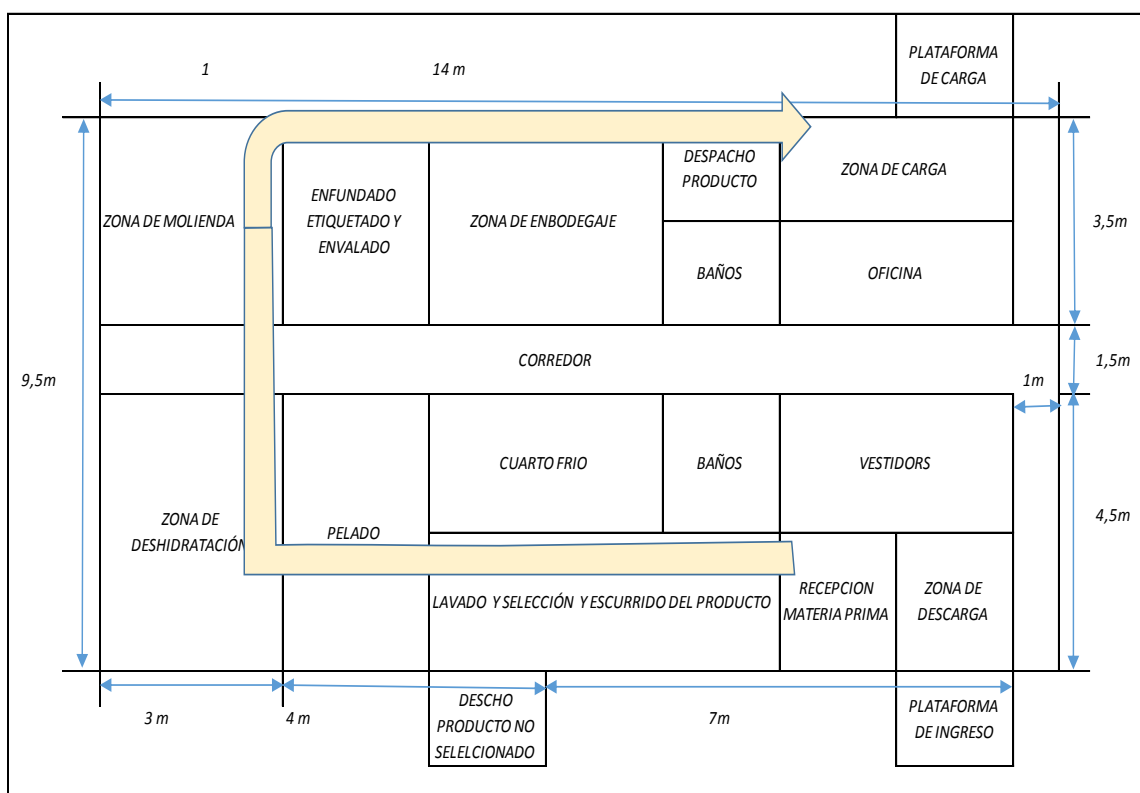 PLATAFORMA
DE CARGA
1
14 m
ZONA DE MOLIENDA
ENFUNDADO
ETIQUETADO Y
ENVALADO
ZONA DE ENBODEGAJE
DESPACHO
PRODUCTO
ZONA DE CARGA
3,5m
BAÑOS
OFICINA
CORREDOR
9,5m
1,5m
1m
CUARTO FRIO
BAÑOS
VESTIDORS
ZONA DE
DESHIDRATACIÓN
PELADO
4,5m
LAVADO Y SELECCIÓN Y ESCURRIDO DEL PRODUCTO
RECEPCION
MATERIA PRIMA
ZONA DE
DESCARGA
3 m
4 m
DESCHO
PRODUCTO NO
SELELCIONADO
7m
PLATAFORMA
DE INGRESO